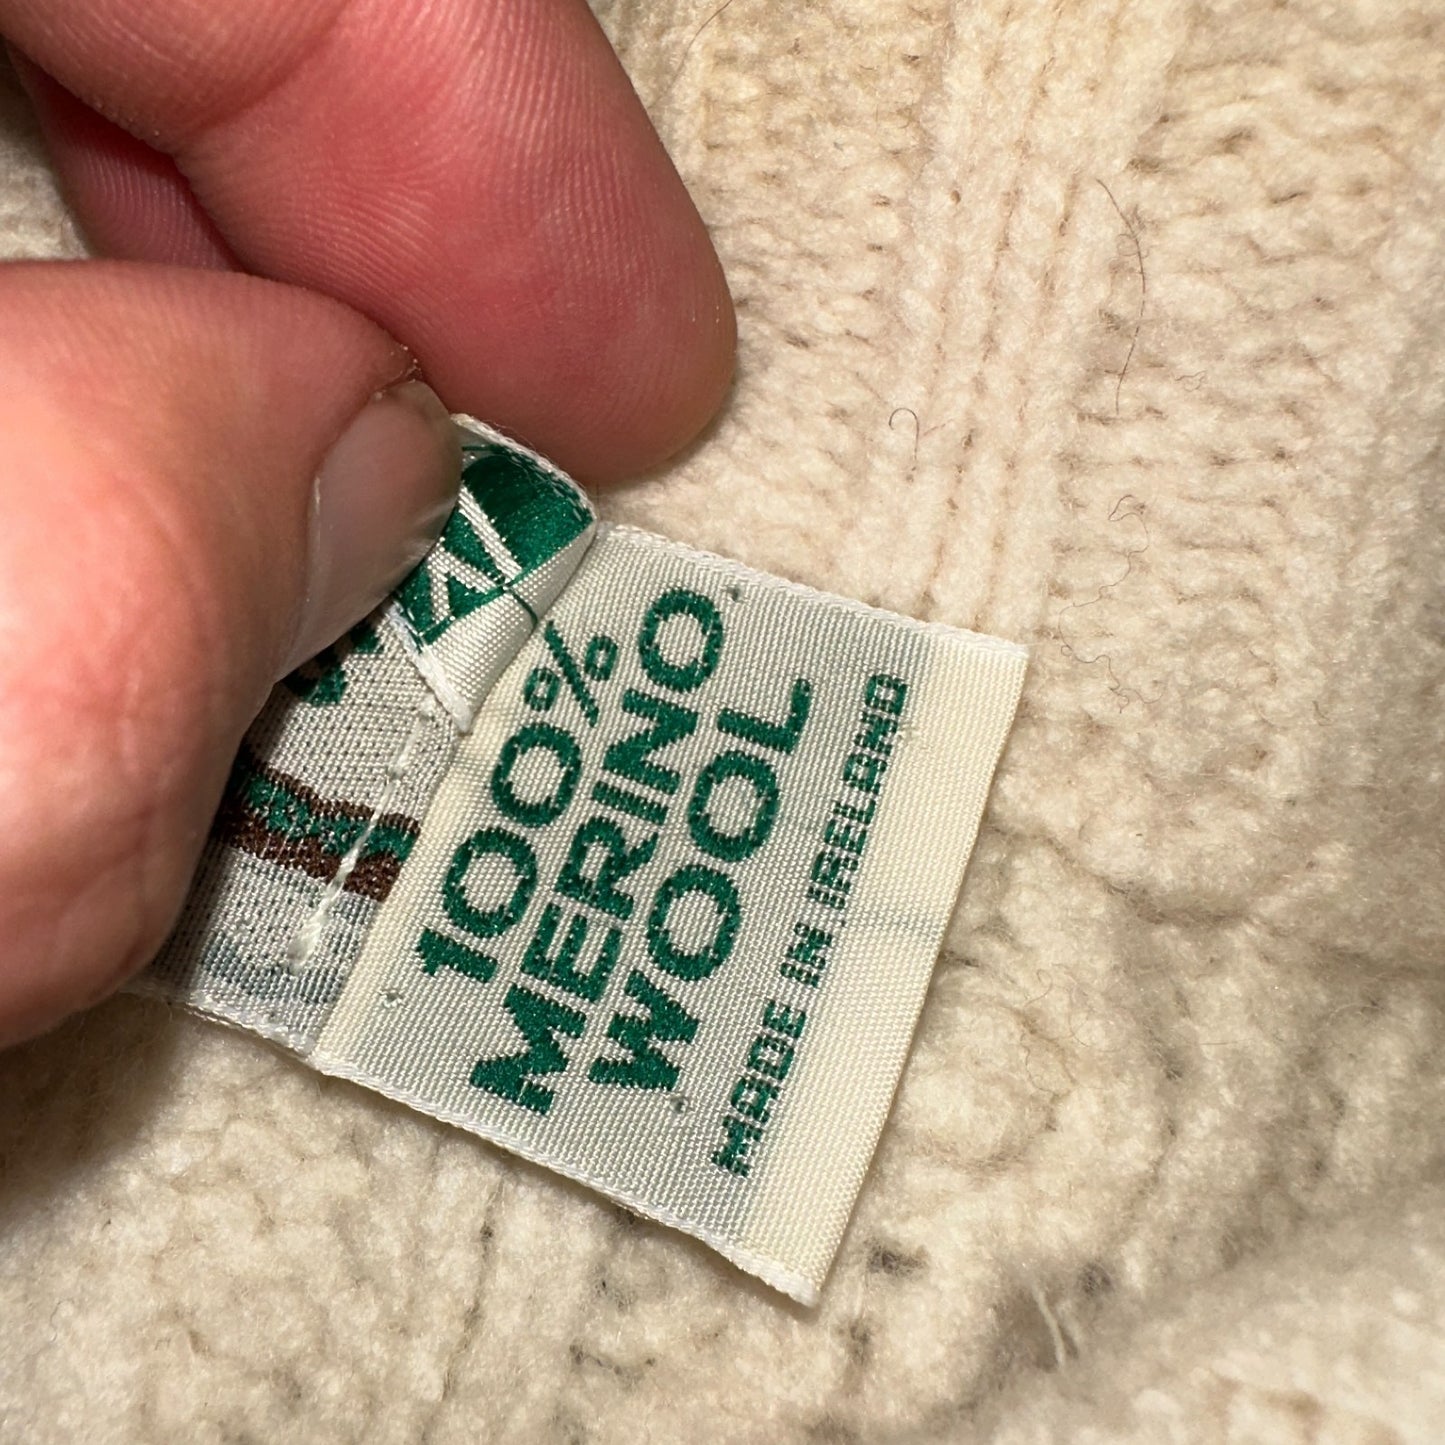 100%
MERINO
WOOL
MADE IN IRELAND